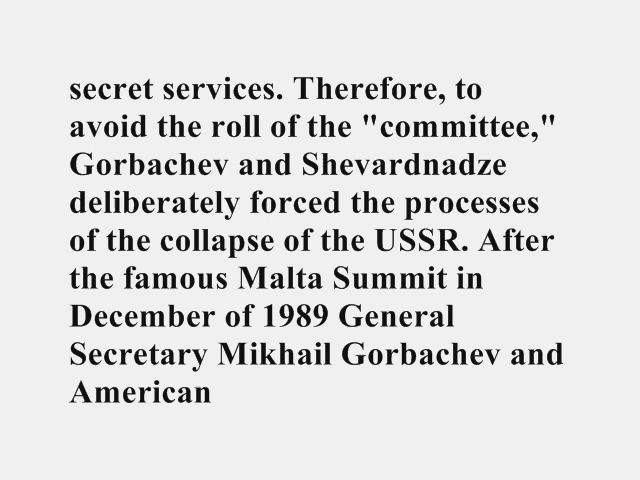 secret services. Therefore, to
avoid the roll of the "committee,"
Gorbachev and Shevardnadze
deliberately forced the processes
of the collapse of the USSR. After
the famous Malta Summit in
December of 1989 General
Secretary Mikhail Gorbachev and
American